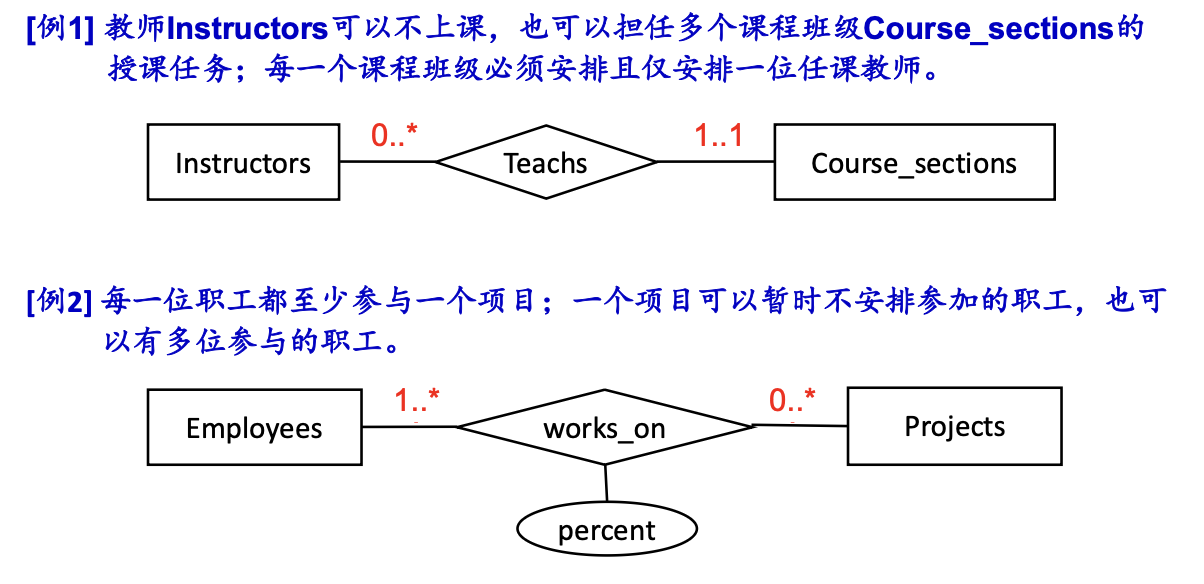 [例1] 教师Instructors可以不上课，也可以担任多个课程班级Course_sections的
授课任务；每一个课程班级必须安排且仅安排一位任课教师。
0..* 1..1
Instructors Teachs Course_sections
[例2] 每一位职工都至少参与一个项目；一个项目可以暂时不安排参加的职工，也可
以有多位参与的职工。
1..* 0..*
Employees works_on Projects
percent